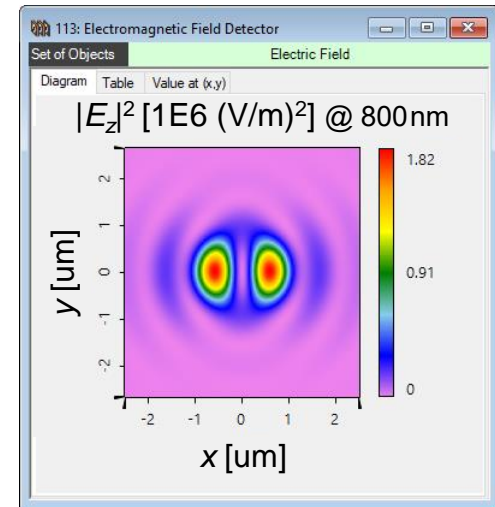 113: Electromagnetic Field Detector
Set of Objects Electric Field
Diagram Table Value at (x,y)
|E_z|² [1E6 (V/m)²] @ 800nm
1.82
0.91
0
y [um]
2
1
0
-1
-2
-2 -1 0 1 2
x [um]